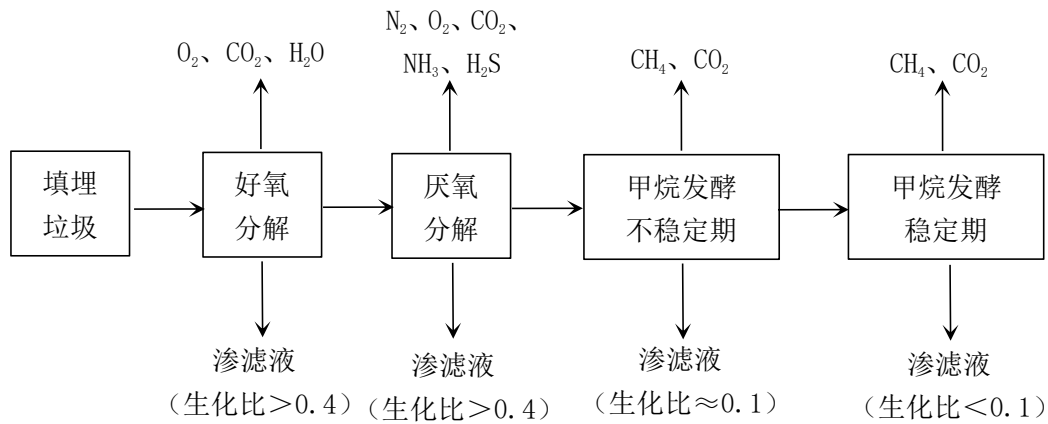 N₂、O₂、CO₂、
O₂、CO₂、H₂O
NH₃、H₂S
CH₄、CO₂
CH₄、CO₂
填埋
垃圾
好氧
分解
厌氧
分解
甲烷发酵
不稳定期
甲烷发酵
稳定期
渗滤液
（生化比＞0.4）
渗滤液
（生化比＞0.4）
渗滤液
（生化比≈0.1）
渗滤液
（生化比＜0.1）